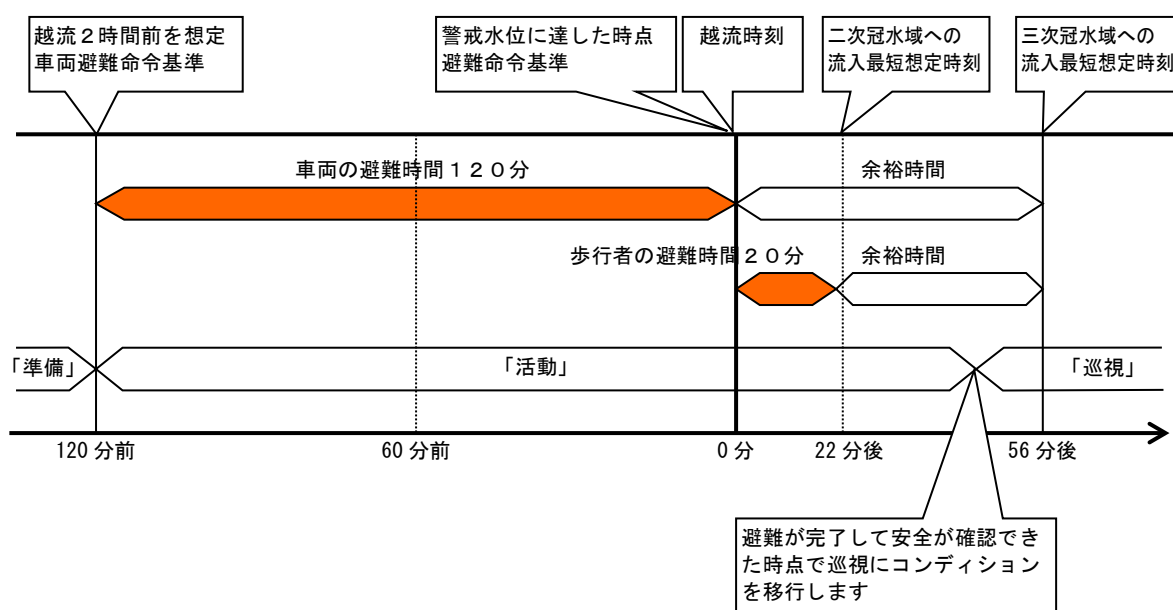 越流２時間前を想定
車両避難命令基準
警戒水位に達した時点
避難命令基準
越流時刻
二次冠水域への
流入最短想定時刻
三次冠水域への
流入最短想定時刻
車両の避難時間１２０分
余裕時間
歩行者の避難時間２０分
余裕時間
「準備」
「活動」
「巡視」
120 分前
60 分前
0 分
22 分後
56 分後
避難が完了して安全が確認でき
た時点で巡視にコンディション
を移行します